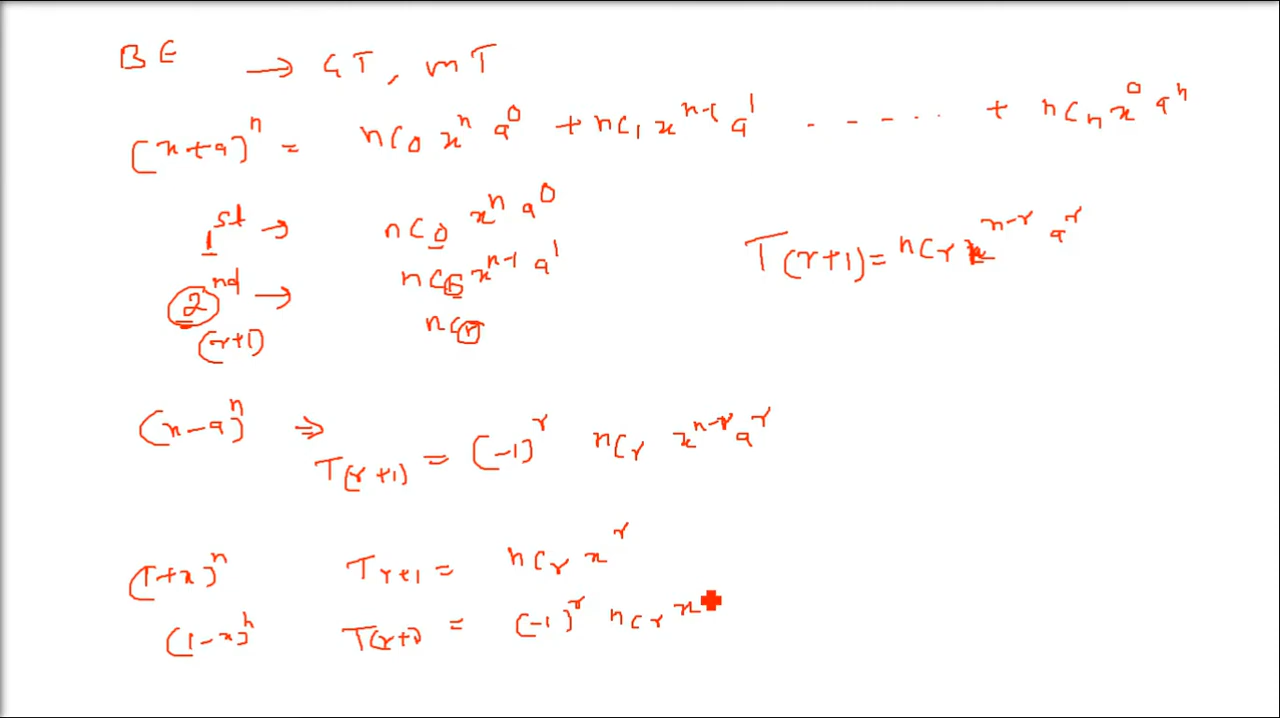 BE → GT, mT
(x+a)^n = nC0 x^n a^0 + nC1 x^(n-1) a^1 ------- + nCn x^0 a^n
1st → nC0 x^n a^0
T(r+1) = nCr x^(n-r) a^r
2nd → x^(n-1) a^1
(r+1) nCr
(x-a)^n ⇒ T(r+1) = (-1)^r nCr x^(n-r) a^r
(1+x)^n T r+1 = nCr x^r
(1-x)^n T(r+1) = (-1)^r nCr x